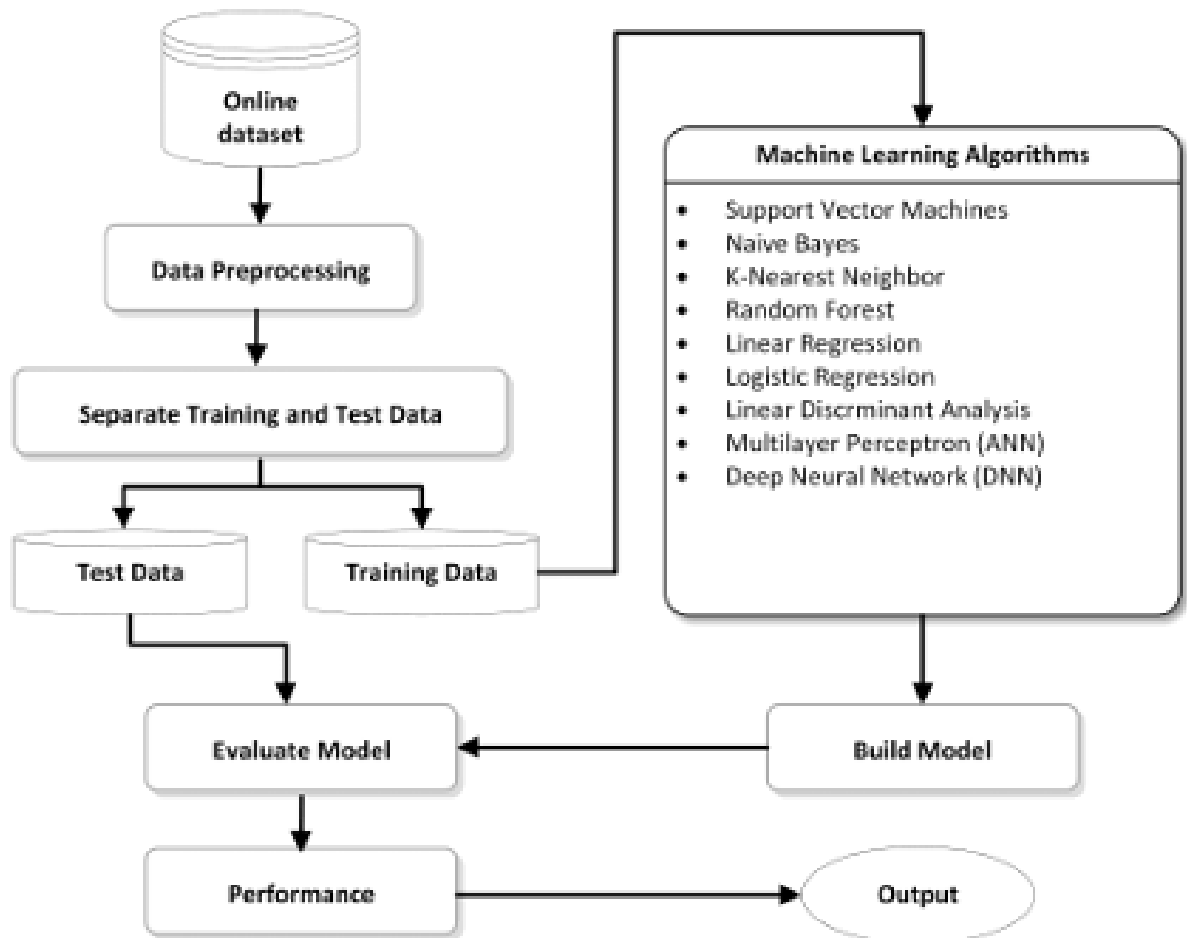 Online
dataset
Data Preprocessing
Separate Training and Test Data
Test Data
Training Data
Machine Learning Algorithms
• Support Vector Machines
• Naive Bayes
• K-Nearest Neighbor
• Random Forest
• Linear Regression
• Logistic Regression
• Linear Discrminant Analysis
• Multilayer Perceptron (ANN)
• Deep Neural Network (DNN)
Evaluate Model
Build Model
Performance
Output